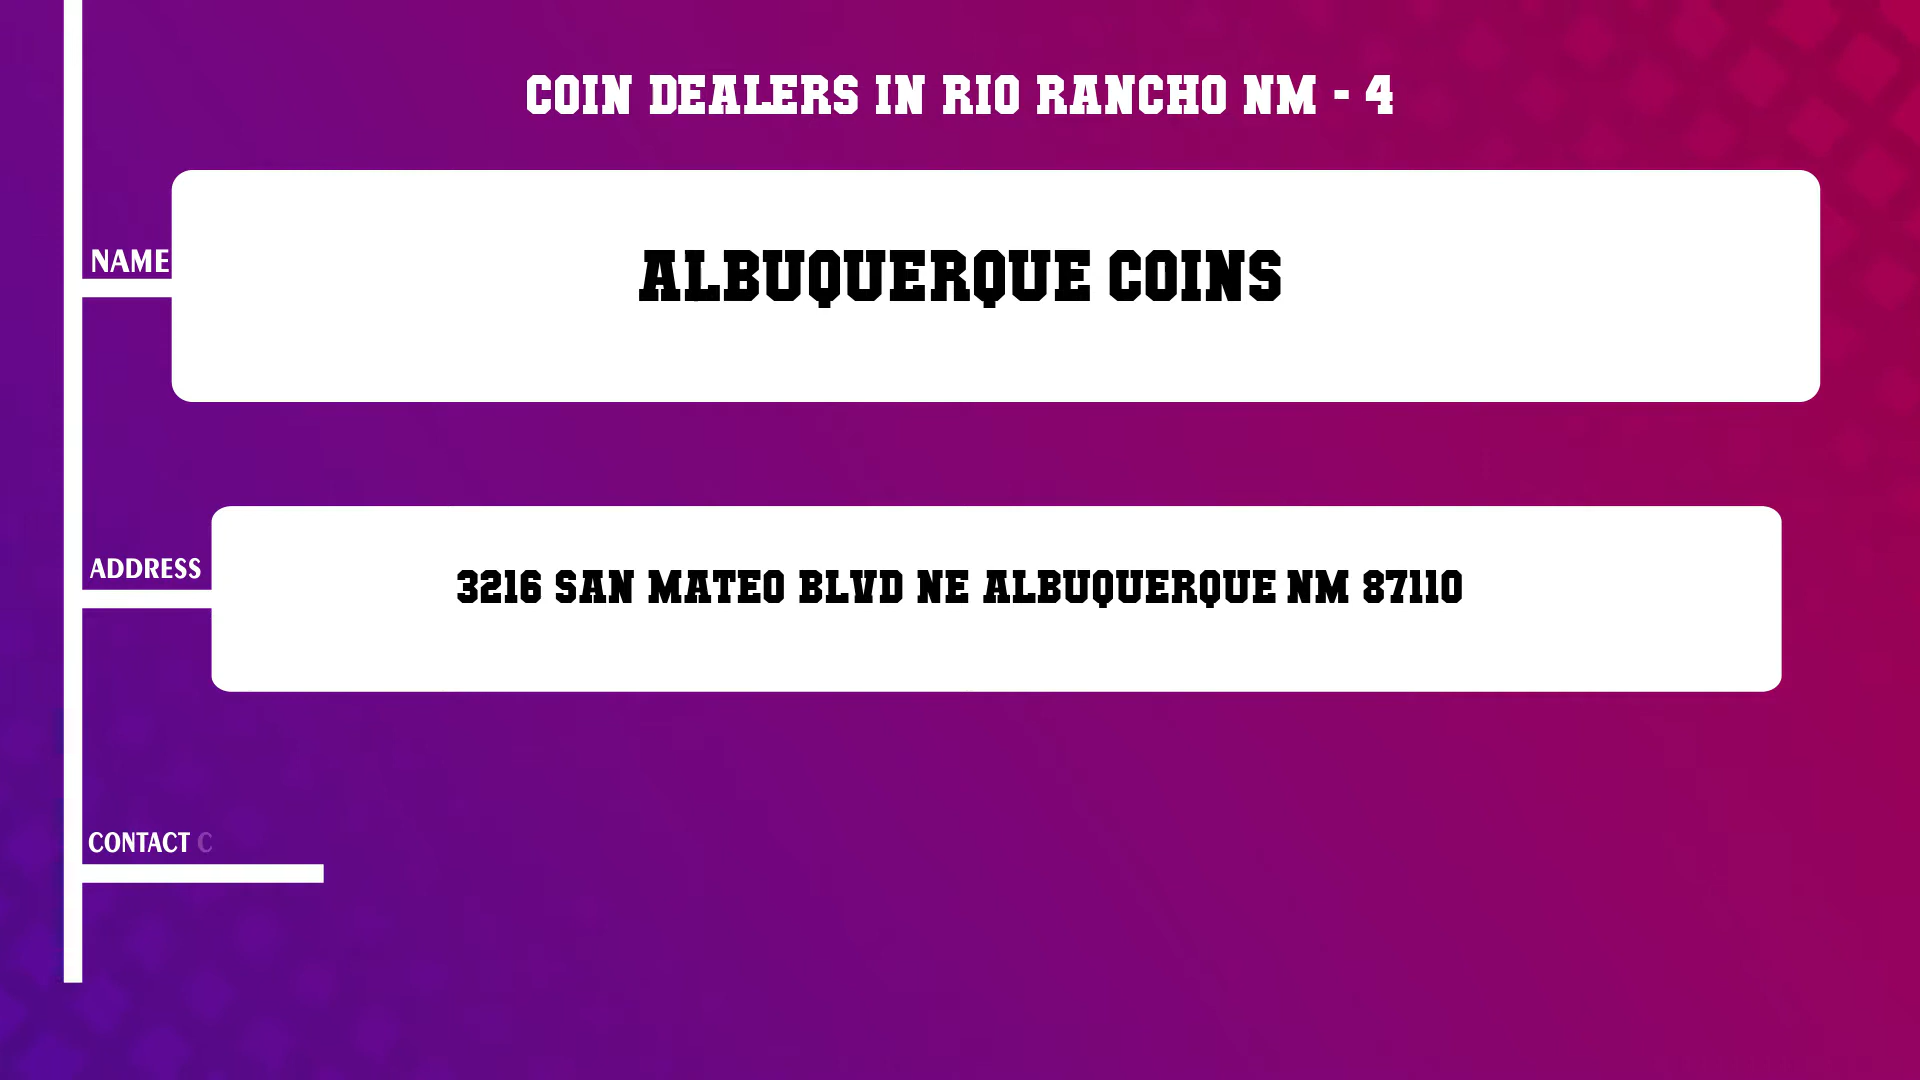 COIN DEALERS IN RIO RANCHO NM - 4
NAME
ALBUQUERQUE COINS
ADDRESS
3216 SAN MATEO BLVD NE ALBUQUERQUE NM 87110
CONTACT C